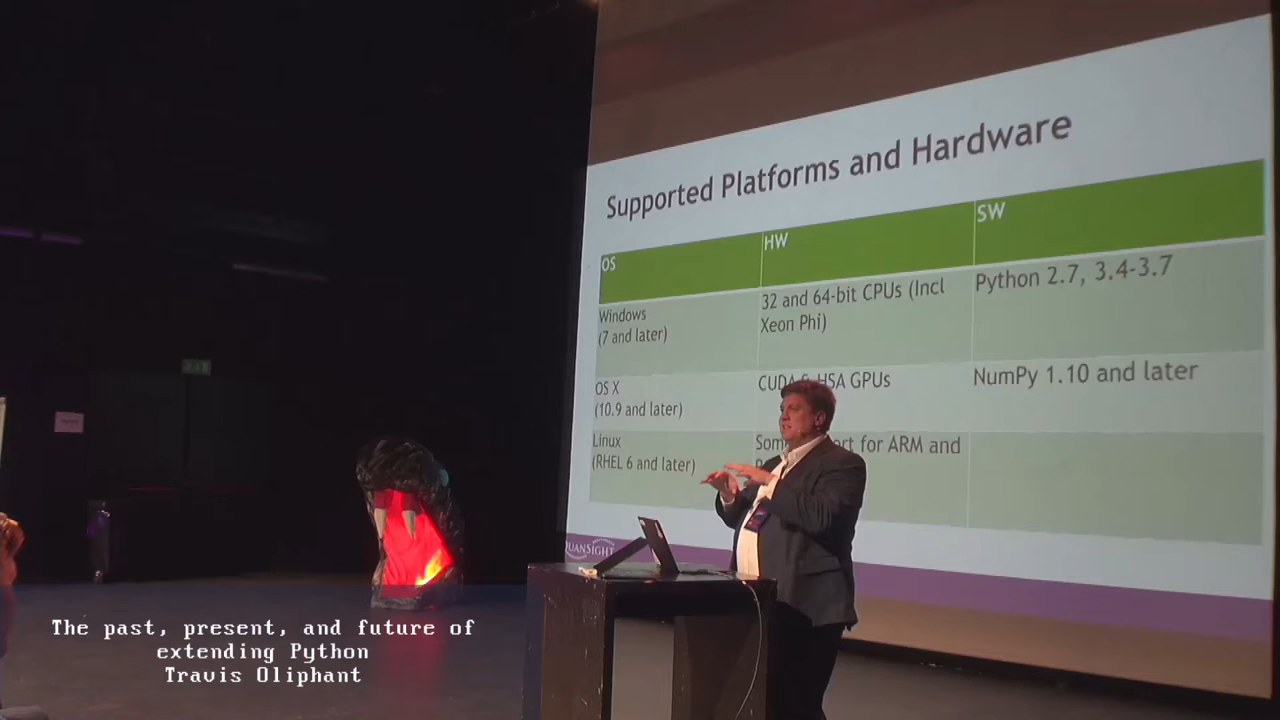 Supported Platforms and Hardware
OS
HW
SW
Windows
(7 and later)
32 and 64-bit CPUs (Incl
Xeon Phi)
Python 2.7, 3.4-3.7
OS X
(10.9 and later)
CUDA & HSA GPUs
NumPy 1.10 and later
Linux
(RHEL 6 and later)
for ARM and
QUANSIGHT
The past, present, and future of
extending Python
Travis Oliphant